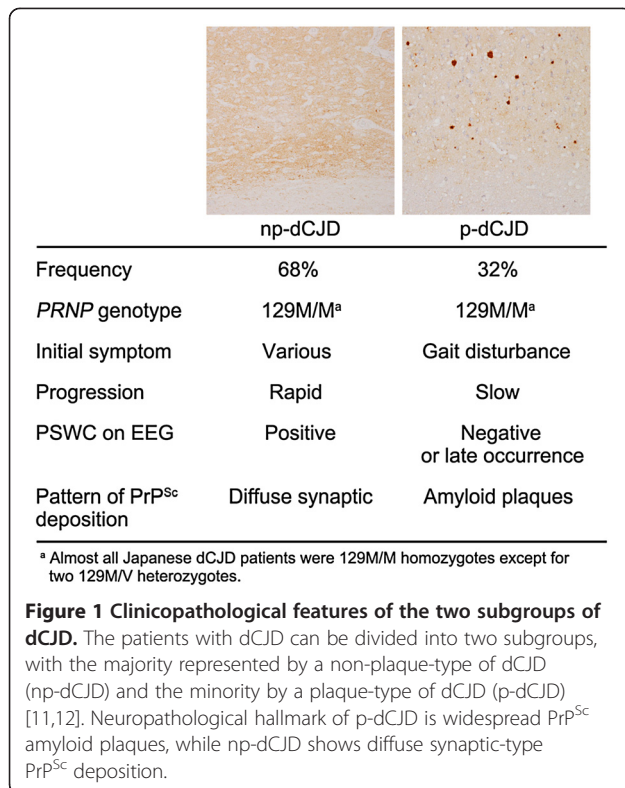 np-dCJD p-dCJD
Frequency 68% 32%
PRNP genotype 129M/Mᵃ 129M/Mᵃ
Initial symptom Various Gait disturbance
Progression Rapid Slow
PSWC on EEG Positive Negative
or late occurrence
Pattern of PrPˢᶜ Diffuse synaptic Amyloid plaques
deposition
ᵃ Almost all Japanese dCJD patients were 129M/M homozygotes except for
two 129M/V heterozygotes.
Figure 1 Clinicopathological features of the two subgroups of
dCJD. The patients with dCJD can be divided into two subgroups,
with the majority represented by a non-plaque-type of dCJD
(np-dCJD) and the minority by a plaque-type of dCJD (p-dCJD)
[11,12]. Neuropathological hallmark of p-dCJD is widespread PrPˢᶜ
amyloid plaques, while np-dCJD shows diffuse synaptic-type
PrPˢᶜ deposition.